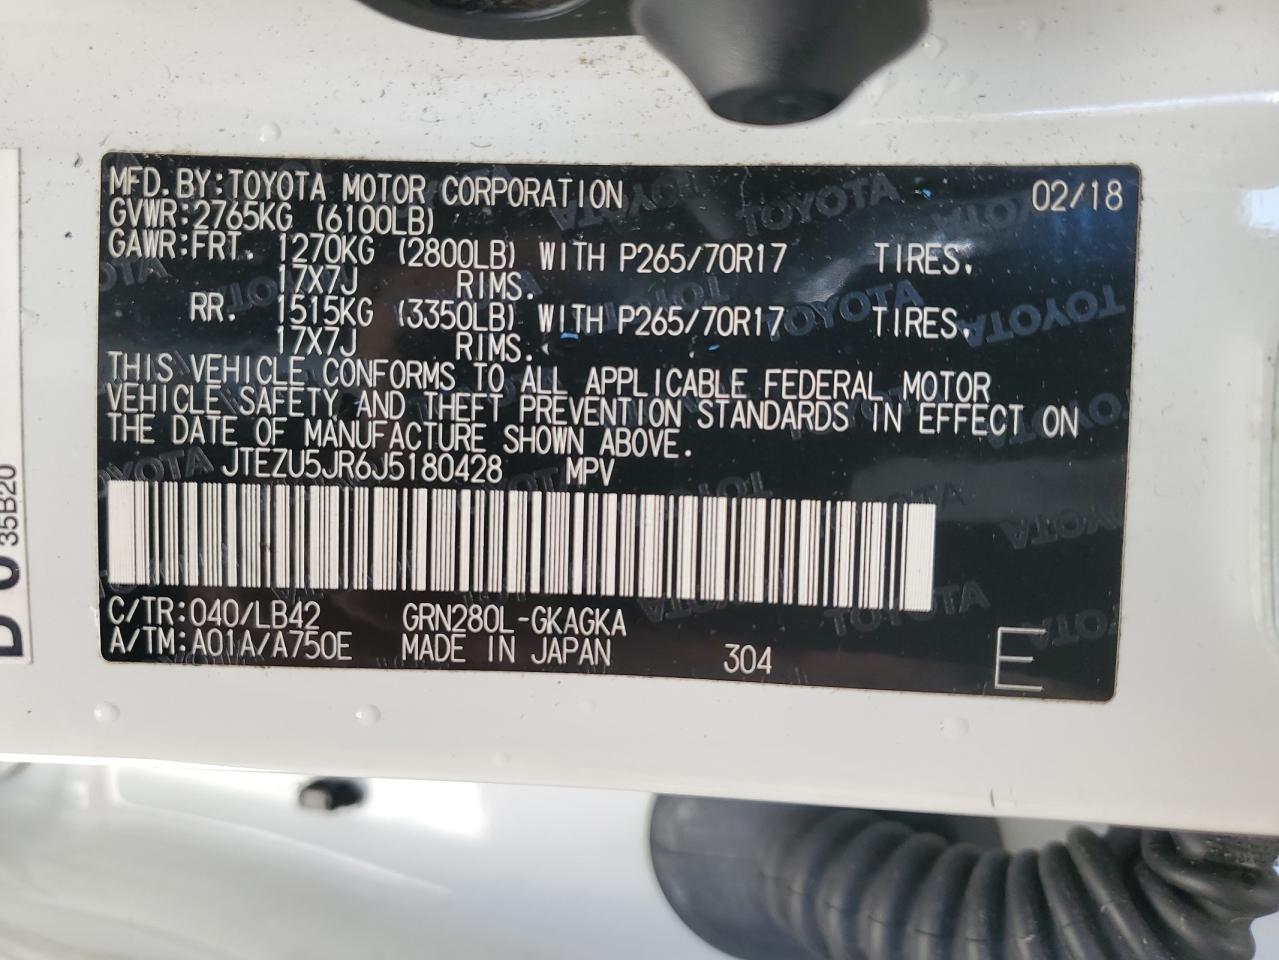 MFD. BY:TOYOTA MOTOR CORPORATION 02/18
GVWR:2765KG (6100LB)
GAWR:FRT. 1270KG (2800LB) WITH P265/70R17 TIRES.
17X7J RIMS.
RR. 1515KG (3350LB) WITH P265/70R17 TIRES.
17X7J RIMS.
THIS VEHICLE CONFORMS TO ALL APPLICABLE FEDERAL MOTOR
VEHICLE SAFETY AND THEFT PREVENTION STANDARDS IN EFFECT ON
THE DATE OF MANUFACTURE SHOWN ABOVE.
JTEZU5JR6J5180428 MPV
C/TR:040/LB42 GRN280L-GKAGKA
A/TM:A01A/A750E MADE IN JAPAN 304 E
35B20